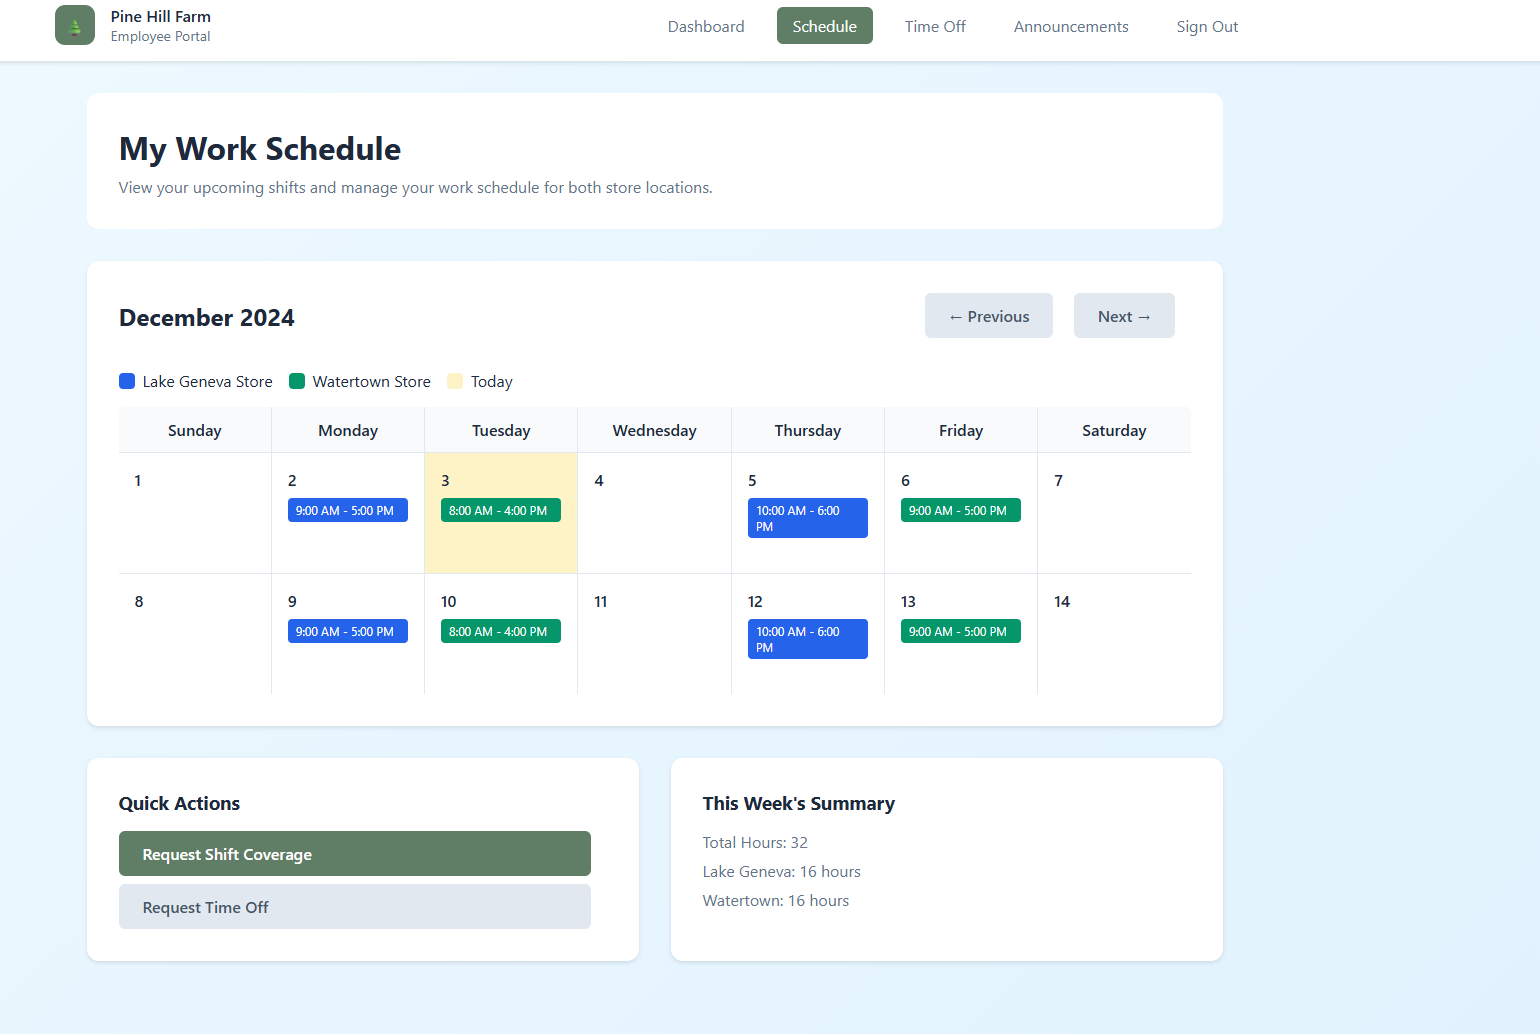 Pine Hill Farm
Employee Portal
Dashboard
Schedule
Time Off
Announcements
Sign Out
My Work Schedule
View your upcoming shifts and manage your work schedule for both store locations.
December 2024
← Previous
Next →
Lake Geneva Store
Watertown Store
Today
Sunday
Monday
Tuesday
Wednesday
Thursday
Friday
Saturday
1
2
9:00 AM - 5:00 PM
3
8:00 AM - 4:00 PM
4
5
10:00 AM - 6:00
PM
6
9:00 AM - 5:00 PM
7
8
9
9:00 AM - 5:00 PM
10
8:00 AM - 4:00 PM
11
12
10:00 AM - 6:00
PM
13
9:00 AM - 5:00 PM
14
Quick Actions
Request Shift Coverage
Request Time Off
This Week's Summary
Total Hours: 32
Lake Geneva: 16 hours
Watertown: 16 hours